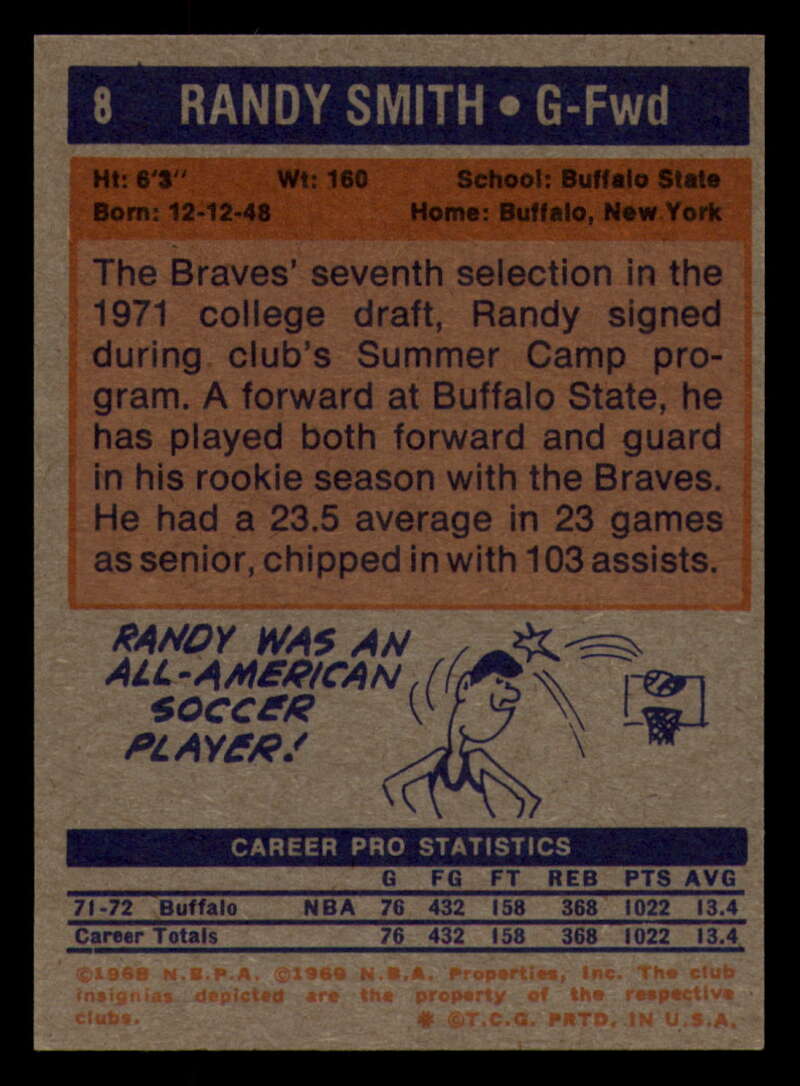 8 RANDY SMITH • G-Fwd
Ht: 6'3" Wt: 160 School: Buffalo State
Born: 12-12-48 Home: Buffalo, New York
The Braves' seventh selection in the
1971 college draft, Randy signed
during club's Summer Camp pro-
gram. A forward at Buffalo State, he
has played both forward and guard
in his rookie season with the Braves.
He had a 23.5 average in 23 games
as senior, chipped in with 103 assists.
RANDY WAS AN
ALL-AMERICAN
SOCCER
PLAYER!
CAREER PRO STATISTICS
G FG FT REB PTS AVG
71-72 Buffalo NBA 76 432 158 368 1022 13.4
Career Totals 76 432 158 368 1022 13.4
©1968 N.B.P.A. ©1969 N.B.A. Properties, Inc. The club
insignias depicted are the property of the respective
clubs. * ©T.C.G. PRTD. IN U.S.A.